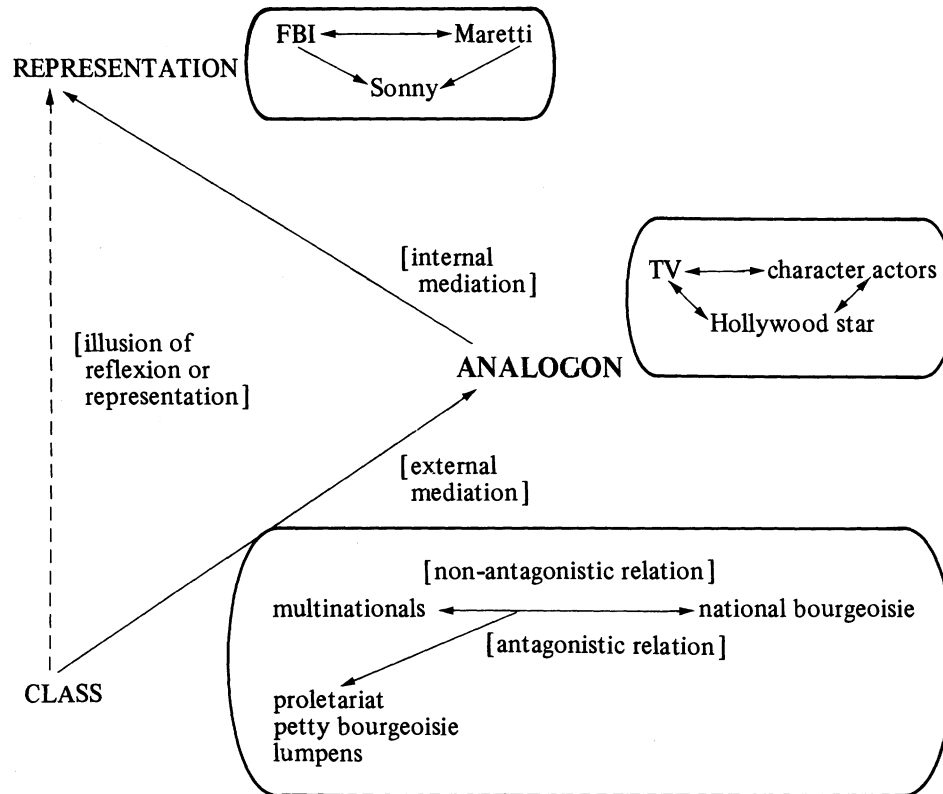 FBI Maretti
REPRESENTATION
Sonny
[internal
mediation]
TV character actors
Hollywood star
[illusion of
reflexion or
representation]
ANALOGON
[external
mediation]
[non-antagonistic relation]
multinationals national bourgeoisie
[antagonistic relation]
CLASS
proletariat
petty bourgeoisie
lumpens